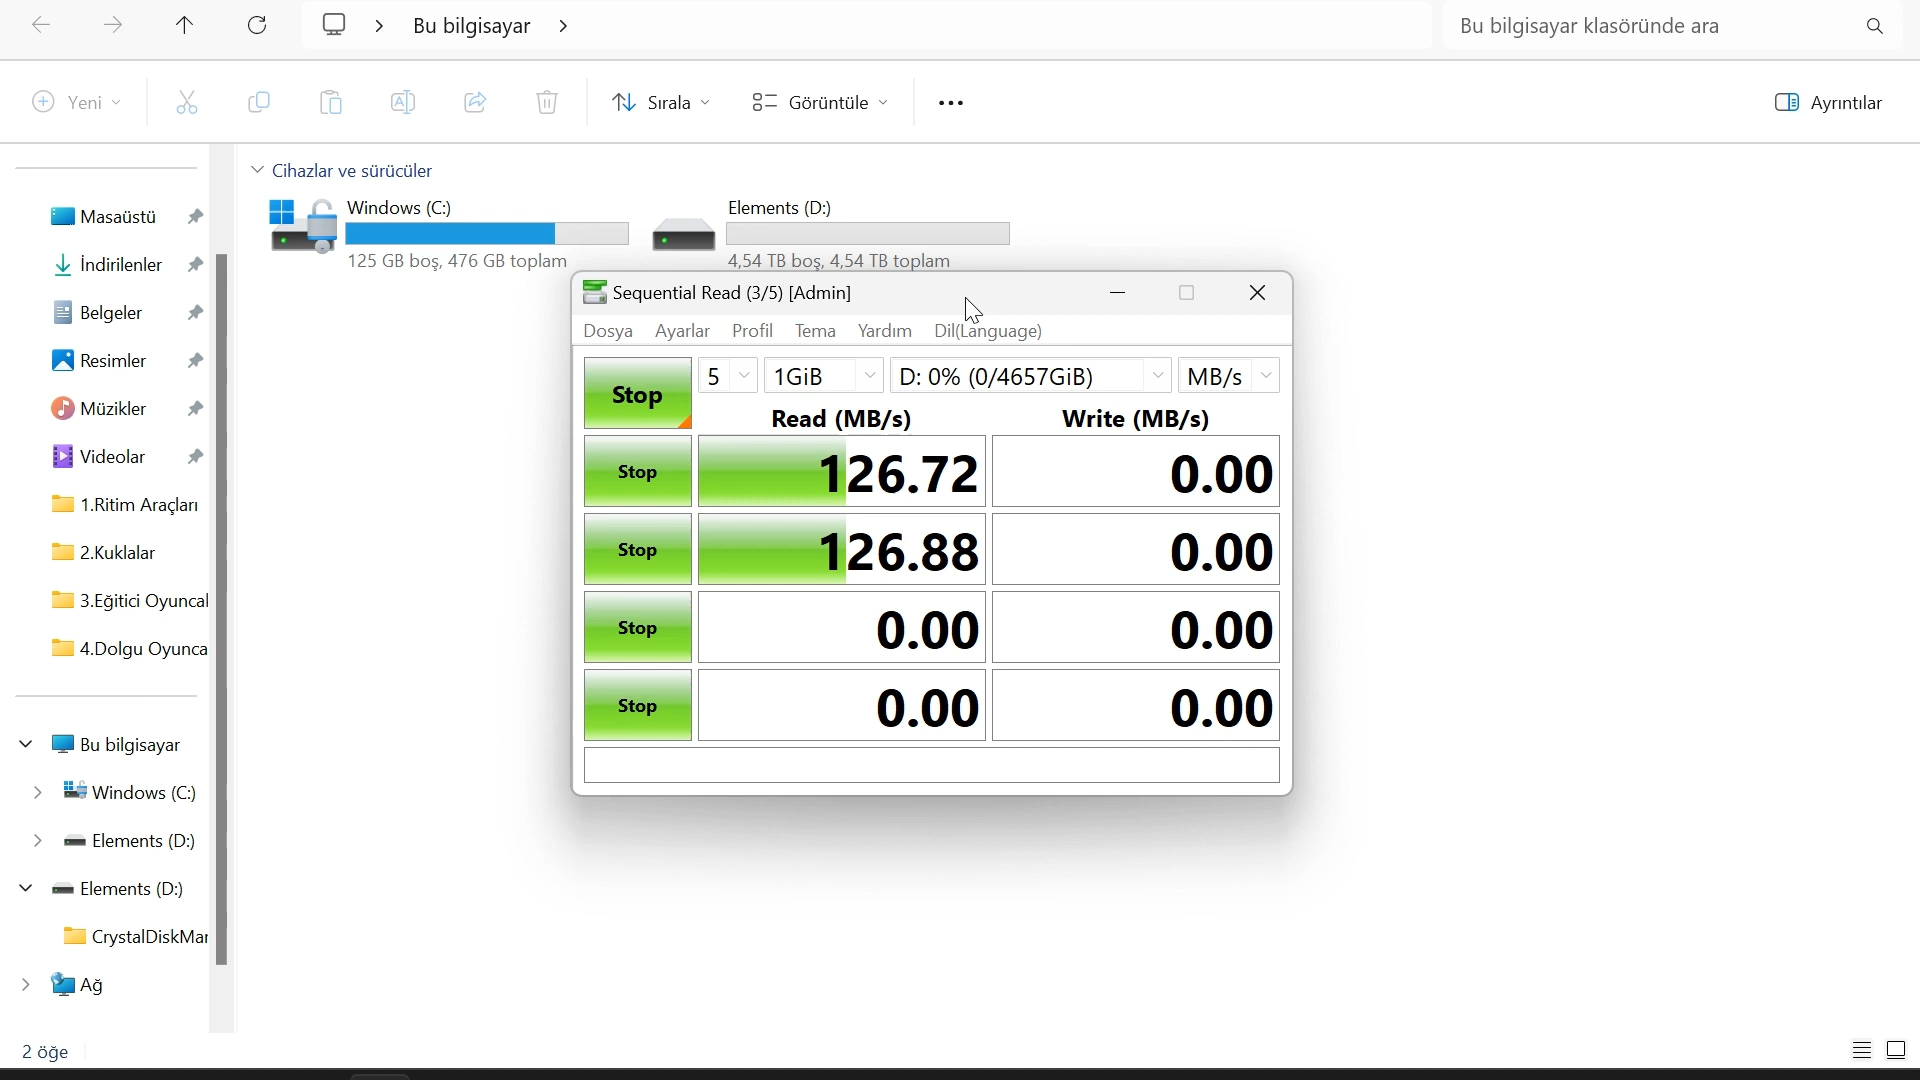 Bu bilgisayar
Bu bilgisayar klasöründe ara
Yeni
Sırala
Görüntüle
Ayrıntılar
Masaüstü
İndirilenler
Belgeler
Resimler
Müzikler
Videolar
1.Ritim Araçları
2.Kuklalar
3.Eğitici Oyuncal
4.Dolgu Oyunca
Bu bilgisayar
Windows (C:)
Elements (D:)
Elements (D:)
CrystalDiskMar
Ağ
Cihazlar ve sürücüler
Windows (C:)
125 GB boş, 476 GB toplam
Elements (D:)
4,54 TB boş, 4,54 TB toplam
Sequential Read (3/5) [Admin]
Dosya Ayarlar Profil Tema Yardım Dil(Language)
Stop 5 1GiB D: 0% (0/4657GiB) MB/s
Read (MB/s) Write (MB/s)
Stop 126.72 0.00
Stop 126.88 0.00
Stop 0.00 0.00
Stop 0.00 0.00
2 öğe